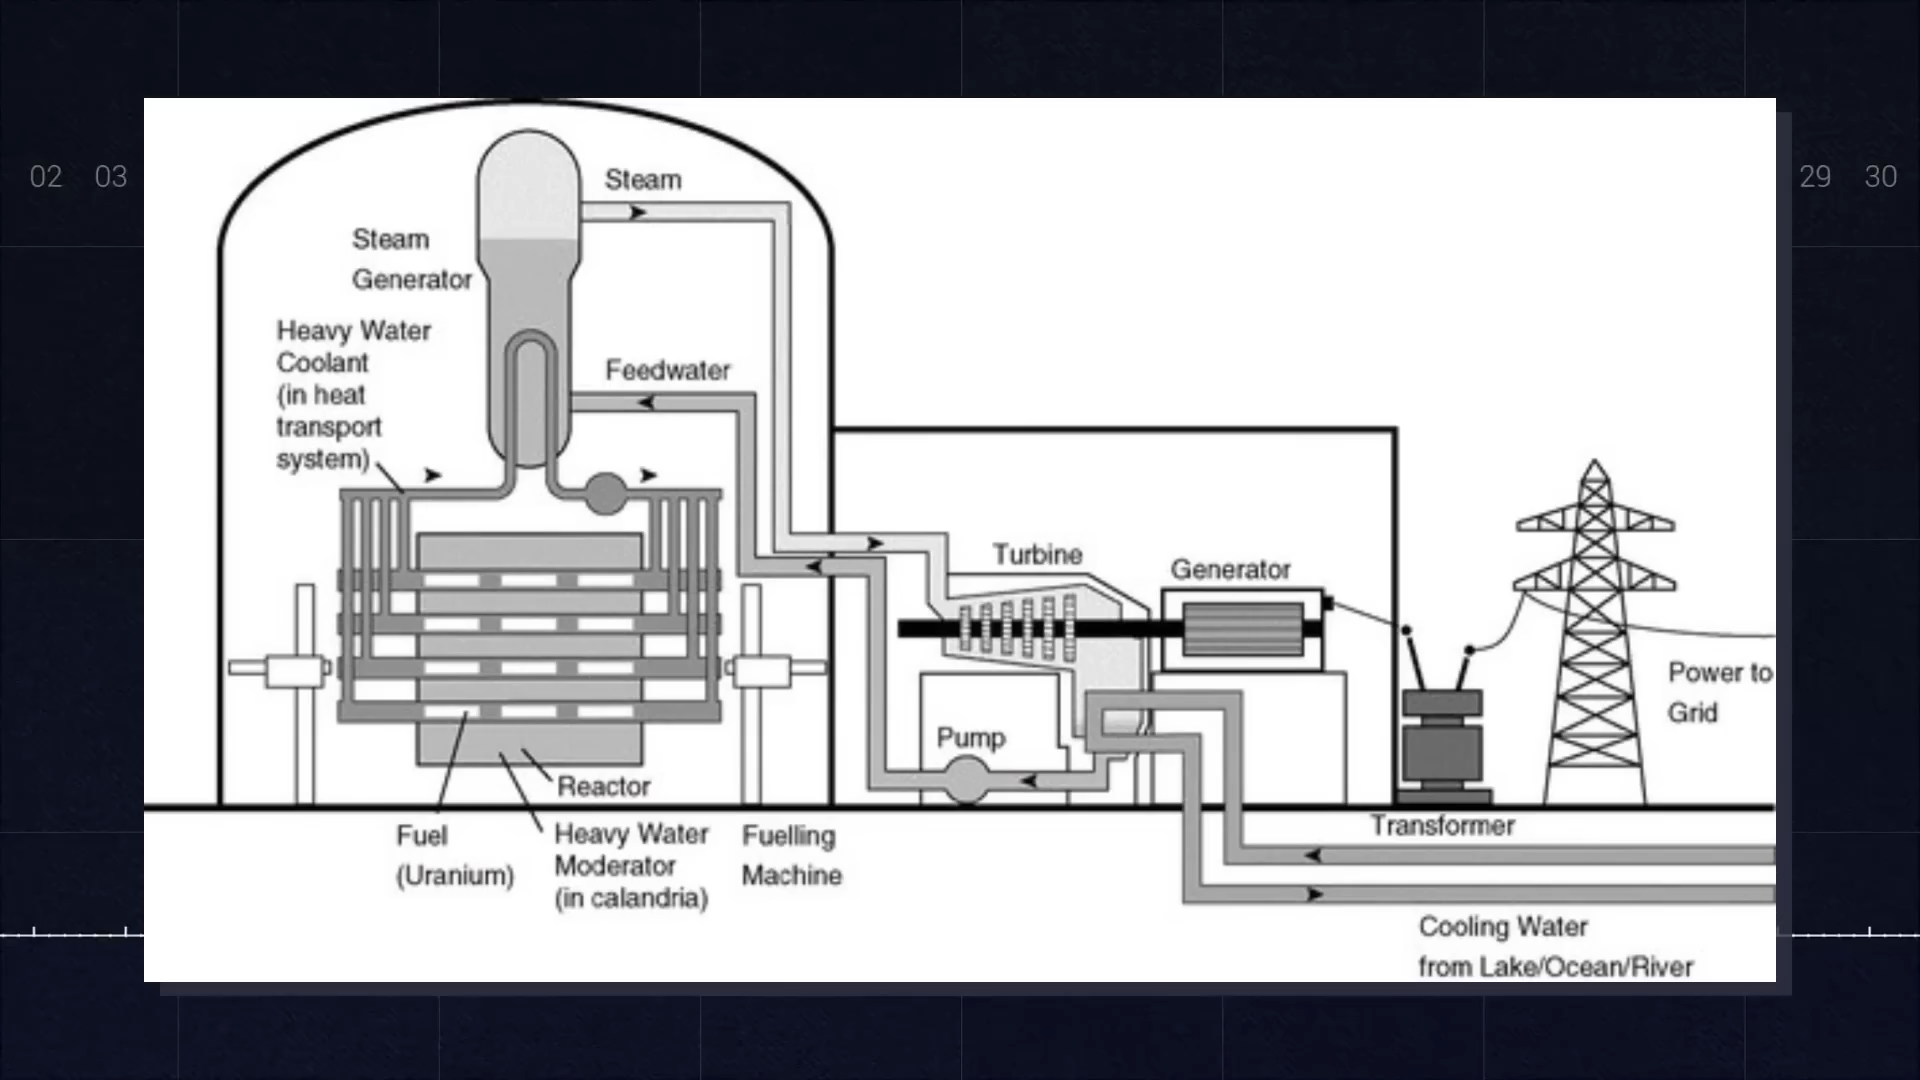 02 03
29 30
Steam
Steam
Generator
Heavy Water
Coolant
(in heat
transport
system)
Feedwater
Turbine
Generator
Power to
Grid
Pump
Reactor
Transformer
Fuel
(Uranium)
Heavy Water
Moderator
(in calandria)
Fuelling
Machine
Cooling Water
from Lake/Ocean/River